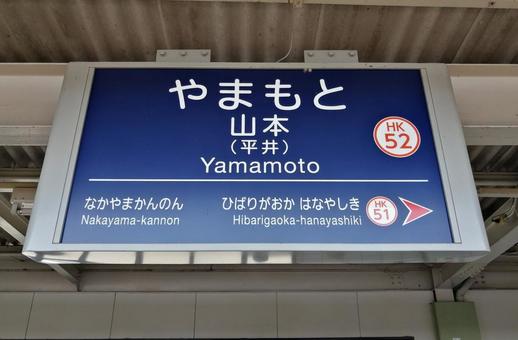 やまもと
山本
（平井）
Yamamoto
HK
52
なかやまかんのん
Nakayama-kannon
ひばりがおか はなやしき
Hibarigaoka-hanayashiki
HK
51